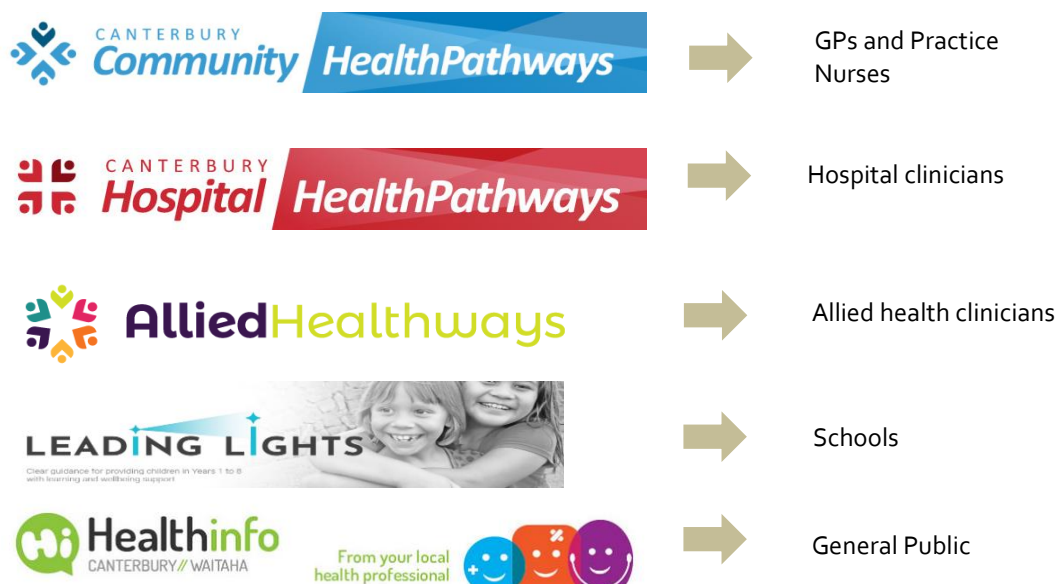 CANTERBURY
Community HealthPathways
GPs and Practice
Nurses
CANTERBURY
Hospital HealthPathways
Hospital clinicians
AlliedHealthways
Allied health clinicians
LEADING LIGHTS
Clear guidance for providing children in Years 1 to 8
with learning and wellbeing support
Schools
Hi Healthinfo
CANTERBURY // WAITAHA
From your local
health professional
General Public